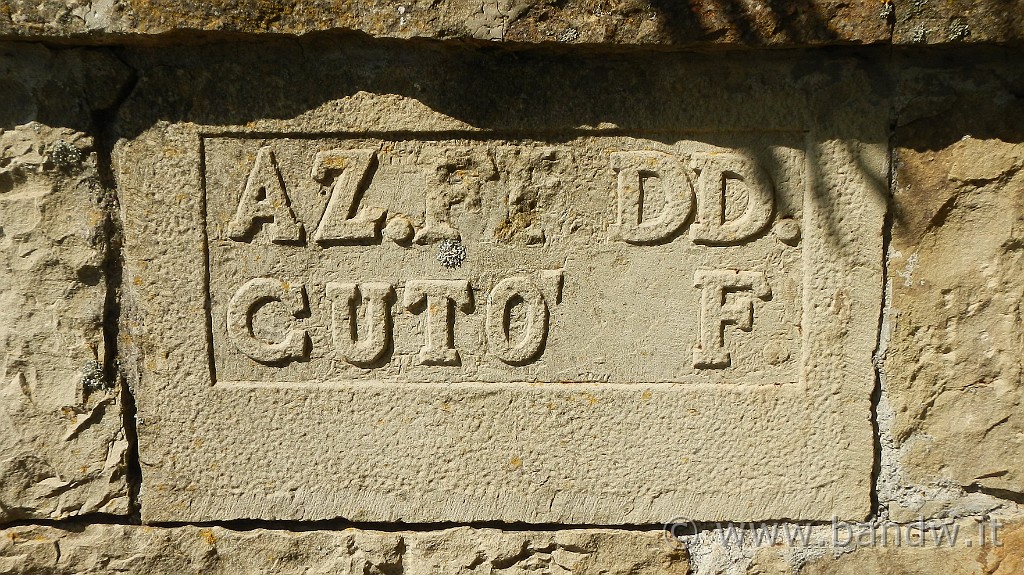 AZ. F. DD.
CUTO' F.
© www.bandw.it